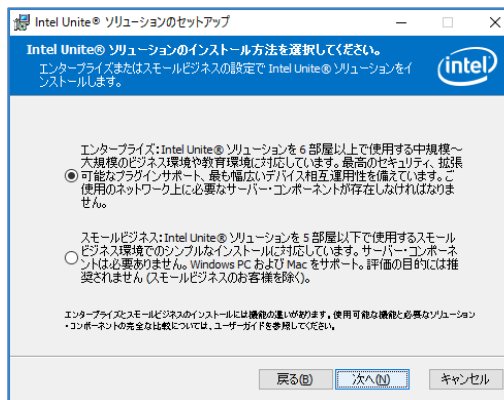 Intel Unite® ソリューションのセットアップ
Intel Unite® ソリューションのインストール方法を選択してください。
エンタープライズまたはスモールビジネスの設定で Intel Unite® ソリューションをイ
ンストールします。
intel
エンタープライズ：Intel Unite® ソリューションを 6 部屋以上で使用する中規模～
大規模のビジネス環境や教育環境に対応しています。最高のセキュリティ、拡張
可能なプラグインサポート、最も幅広いデバイス相互運用性を備えています。ご
使用のネットワーク上に必要なサーバー・コンポーネントが存在しなければなりま
せん。
スモールビジネス：Intel Unite® ソリューションを 5 部屋以下で使用するスモール
ビジネス環境でのシンプルなインストールに対応しています。サーバー・コンポーネ
ントは必要ありません。Windows PC および Mac をサポート。評価の目的には推
奨されません (スモールビジネスのお客様を除く)。
エンタープライズとスモールビジネスのインストールには機能の違いがあります。使用可能な機能と必要なソリューション
・コンポーネントの完全な比較については、ユーザーガイドを参照してください。
戻る(B)
次へ(N)
キャンセル